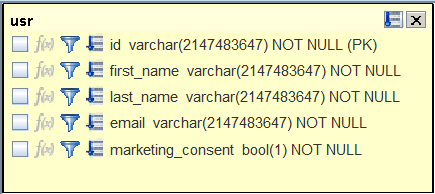 usr
f(x) id varchar(2147483647) NOT NULL (PK)
f(x) first_name varchar(2147483647) NOT NULL
f(x) last_name varchar(2147483647) NOT NULL
f(x) email varchar(2147483647) NOT NULL
f(x) marketing_consent bool(1) NOT NULL